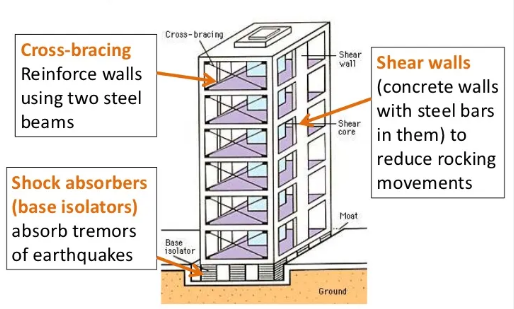 Cross-bracing
Reinforce walls
using two steel
beams
Shock absorbers
(base isolators)
absorb tremors
of earthquakes
Cross-bracing
Shear
wall
Shear
core
Moat
Base
isolator
Ground
Shear walls
(concrete walls
with steel bars
in them) to
reduce rocking
movements